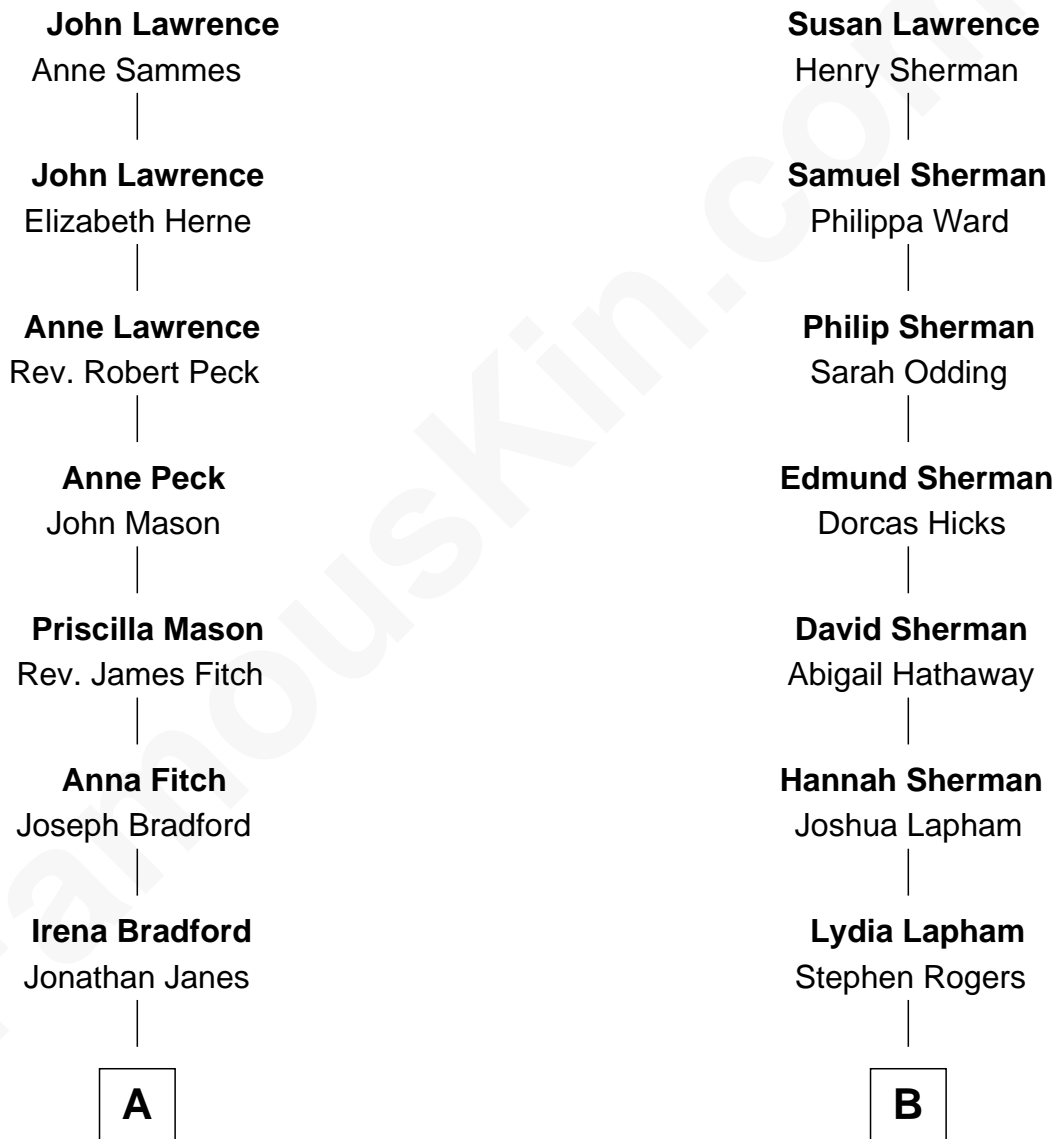 John Lawrence
Anne Sammes
John Lawrence
Elizabeth Herne
Anne Lawrence
Rev. Robert Peck
Anne Peck
John Mason
Priscilla Mason
Rev. James Fitch
Anna Fitch
Joseph Bradford
Irena Bradford
Jonathan Janes
A
Susan Lawrence
Henry Sherman
Samuel Sherman
Philippa Ward
Philip Sherman
Sarah Odding
Edmund Sherman
Dorcas Hicks
David Sherman
Abigail Hathaway
Hannah Sherman
Joshua Lapham
Lydia Lapham
Stephen Rogers
B
FamousKin.com